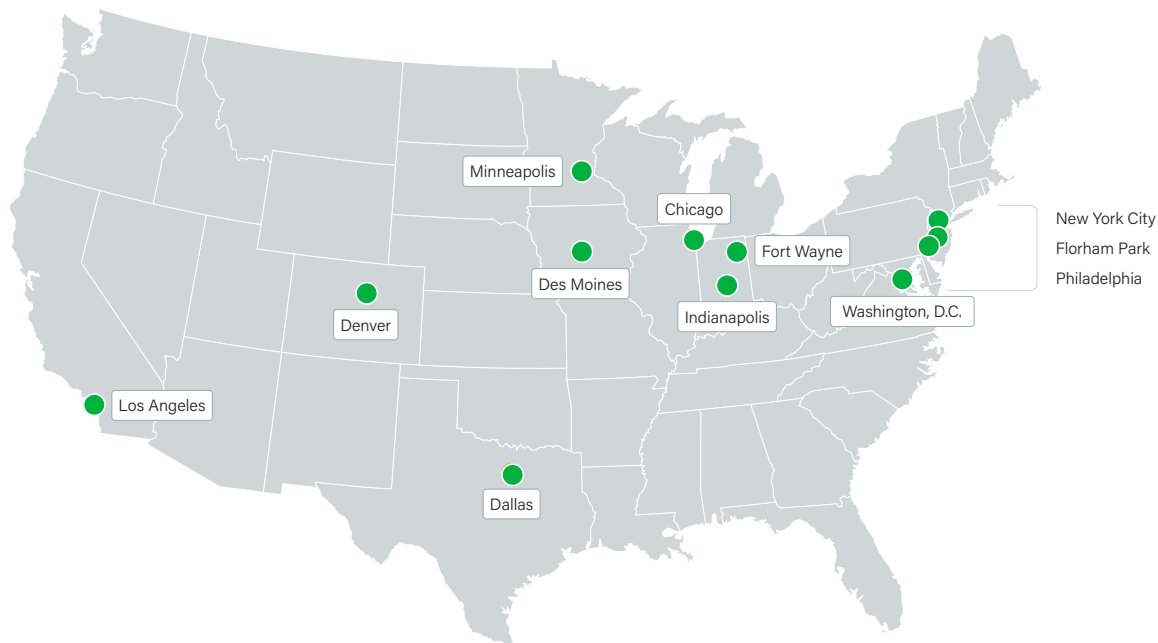 Minneapolis
Chicago
New York City
Fort Wayne
Florham Park
Des Moines
Philadelphia
Indianapolis
Washington, D.C.
Denver
Los Angeles
Dallas